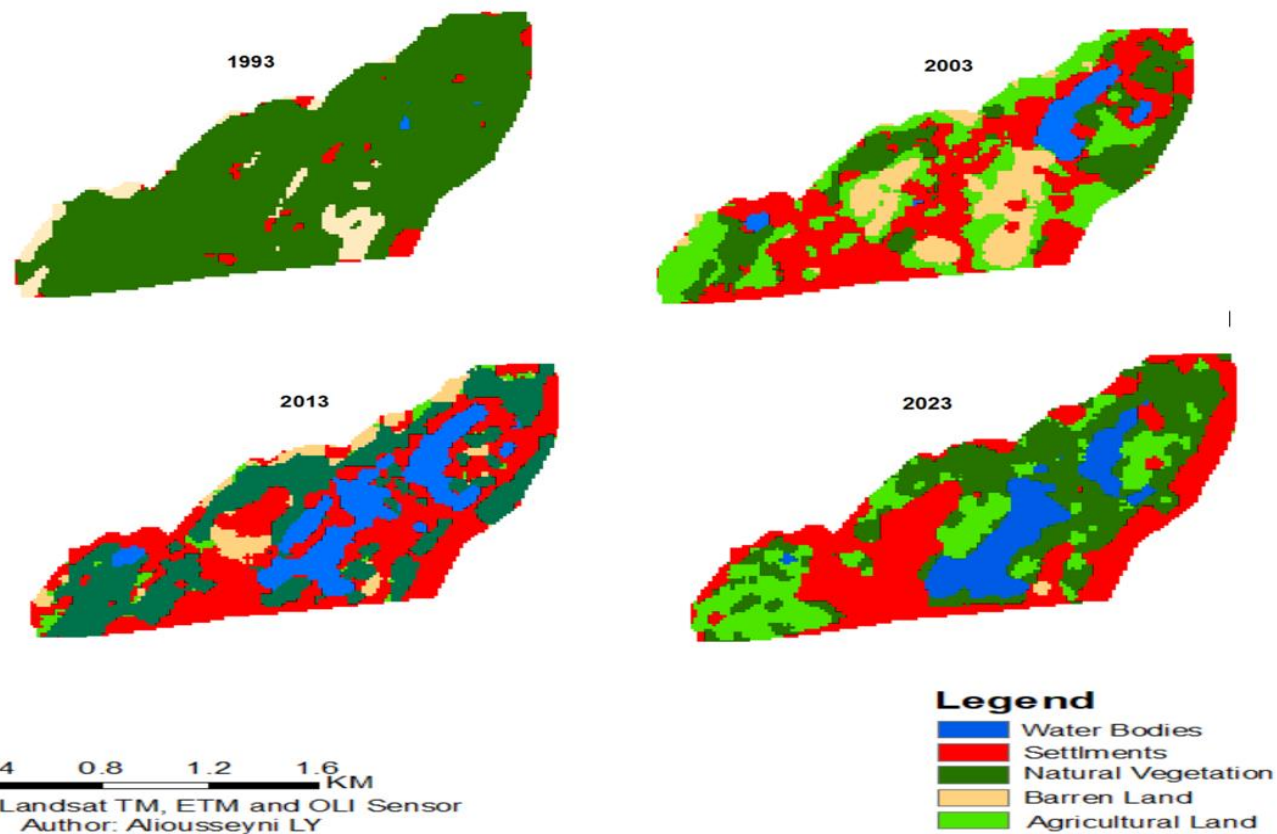 1993
2003
2013
2023
4 0.8 1.2 1.6
KM
Landsat TM, ETM and OLI Sensor
Author: Aliousseyni LY
Legend
Water Bodies
Settlments
Natural Vegetation
Barren Land
Agricultural Land